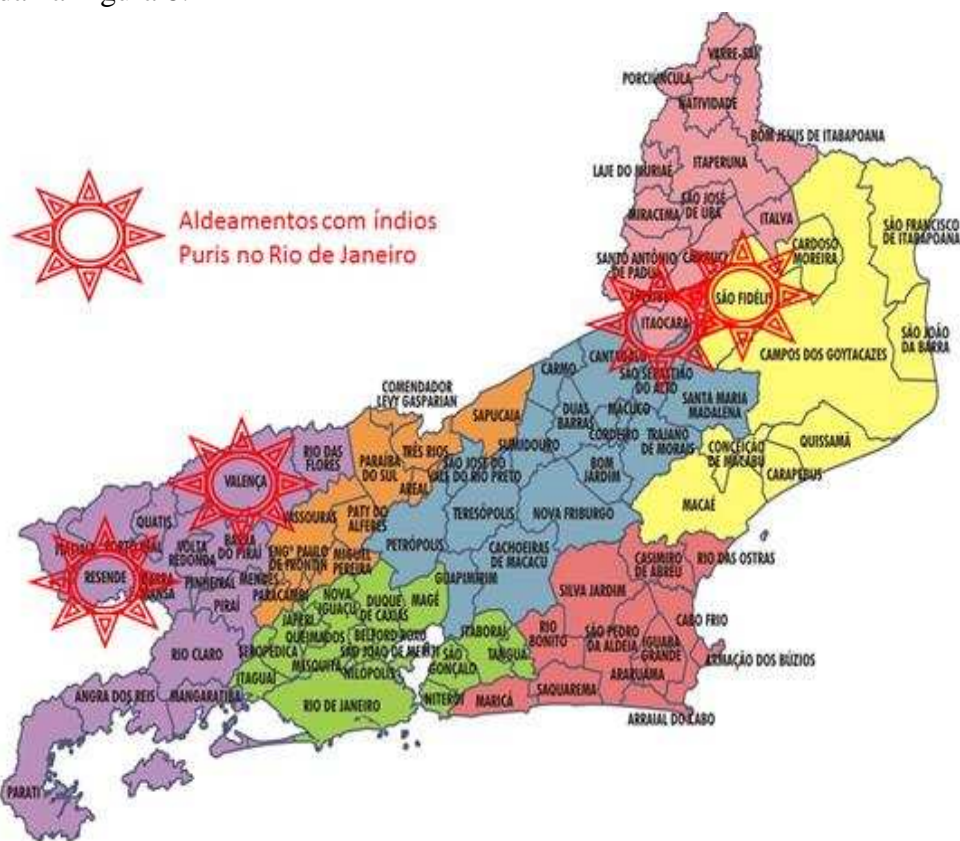 VARRE-SAI
PORCIÚNCULA
NATIVIDADE
BOM JESUS DE ITABAPOANA
ITAPERUNA
LAJE DO MURIAÉ
SÃO JOSÉ
DE UBÁ
MIRACEMA
ITALVA
SÃO FRANCISCO
DE ITABAPOANA
Aldeamentos com índios
Puris no Rio de Janeiro
CARDOSO
MOREIRA
SANTO ANTÔNIO
DE PÁDUA
SÃO FIDÉLIS
ITAOCARA
SÃO JOÃO
DA BARRA
CAMPOS DOS GOYTACAZES
CANTAGALO
CARMO
SÃO SEBASTIÃO
DO ALTO
COMENDADOR
LEVY GASPARIAN
SANTA MARIA
MADALENA
SAPUCAIA
DUAS
BARRAS
MACUCO
CORDEIRO
TRAJANO
DE MORAIS
SUMIDOURO
CONCEIÇÃO
DE MACABU
QUISSAMÃ
CARAPEBUS
RIO DAS
FLORES
TRÊS RIOS
PARAÍBA
DO SUL
AREAL
SÃO JOSÉ DO
VALE DO RIO PRETO
BOM
JARDIM
VALENÇA
MACAÉ
VASSOURAS
PATY DO
ALFERES
TERESÓPOLIS
NOVA FRIBURGO
QUATIS
PETRÓPOLIS
CACHOEIRAS
DE MACACU
BARRA
DO PIRAÍ
VOLTA
REDONDA
ENGº PAULO
DE FRONTIN
MIGUEL
PEREIRA
CASIMIRO
DE ABREU
RIO DAS OSTRAS
RESENDE
PINHEIRAL
MENDES
PARACAMBI
GUAPIMIRIM
SILVA JARDIM
PIRAÍ
NOVA
IGUAÇU
DUQUE
DE CAXIAS
MAGÉ
JAPERI
QUEIMADOS
BELFORD ROXO
ITABORAÍ
RIO
BONITO
SÃO PEDRO
DA ALDEIA
IGUABA
GRANDE
CABO FRIO
RIO CLARO
SEROPÉDICA
SÃO JOÃO DE MERITI
MESQUITA
NILÓPOLIS
SÃO
GONÇALO
TANGUÁ
ARMAÇÃO DOS BÚZIOS
ARARUAMA
ITAGUAÍ
ANGRA DOS REIS
MANGARATIBA
RIO DE JANEIRO
NITERÓI
MARICÁ
SAQUAREMA
ARRAIAL DO CABO
PARATI